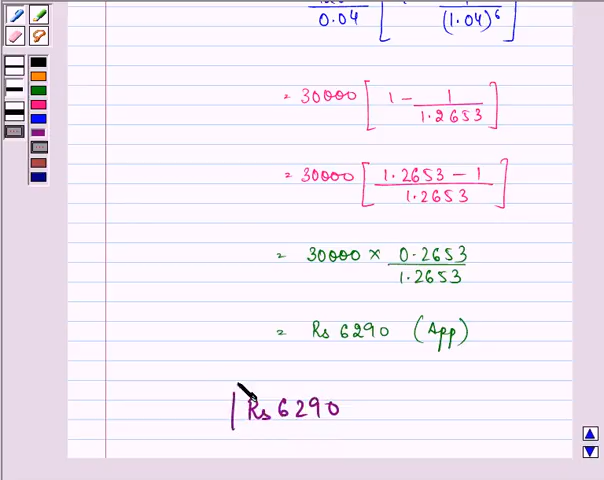 0.04 (1.04)⁶
= 30000 [ 1 - 1/1.2653 ]
= 30000 [ (1.2653 - 1)/1.2653 ]
= 30000 × 0.2653/1.2653
= Rs 6290 (App)
Rs 6290